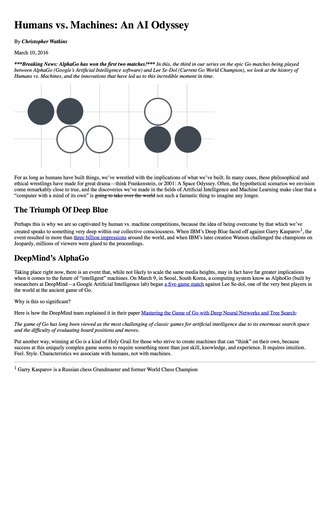 Humans vs. Machines: An AI Odyssey
By Christopher Watkins
March 10, 2016
***Breaking News: AlphaGo has won the first two matches!*** In this, the third in our series on the epic Go matches being played
between AlphaGo (Google's Artificial Intelligence software) and Lee Se-Dol (Current Go World Champion), we look at the history of
Humans vs. Machines, and the innovations that have led us to this incredible moment in time.
For as long as humans have built things, we've wrestled with the implications of what we've built. In many cases, these philosophical and
ethical wrestlings have made for great drama – think Frankenstein, or 2001: A Space Odyssey. Often, the hypothetical scenarios we envision
come remarkably close to true, and the discoveries we've made in the fields of Artificial Intelligence and Machine Learning make clear that a
"computer with a mind of its own" is going to take over the world not such a fantastic thing to imagine any longer.
The Triumph Of Deep Blue
Perhaps this is why we are so captivated by human vs. machine competitions, because the idea of being overcome by that which we've
created speaks to something very deep within our collective consciousness. When IBM's Deep Blue faced off against Garry Kasparov1, the
event resulted in more than three billion impressions around the world, and when IBM's later creation Watson challenged the champions on
Jeopardy, millions of viewers were glued to the proceedings.
DeepMind's AlphaGo
Taking place right now, there is an event that, while not likely to scale the same media heights, may in fact have far greater implications
when it comes to the future of "intelligent" machines. On March 9, in Seoul, South Korea, a computing system know as AlphaGo (built by
researchers at DeepMind – a Google Artificial Intelligence lab) began a five-game match against Lee Se-dol, one of the very best players in
the world at the ancient game of Go.
Why is this so significant?
Here is how the DeepMind team explained it in their paper Mastering the Game of Go with Deep Neural Networks and Tree Search:
The game of Go has long been viewed as the most challenging of classic games for artificial intelligence due to its enormous search space
and the difficulty of evaluating board positions and moves.
Put another way, winning at Go is a kind of Holy Grail for those who strive to create machines that can "think" on their own, because
success at this uniquely complex game seems to require something more than just skill, knowledge, and experience. It requires intuition.
Feel. Style. Characteristics we associate with humans, not with machines.
1 Garry Kasparov is a Russian chess Grandmaster and former World Chess Champion